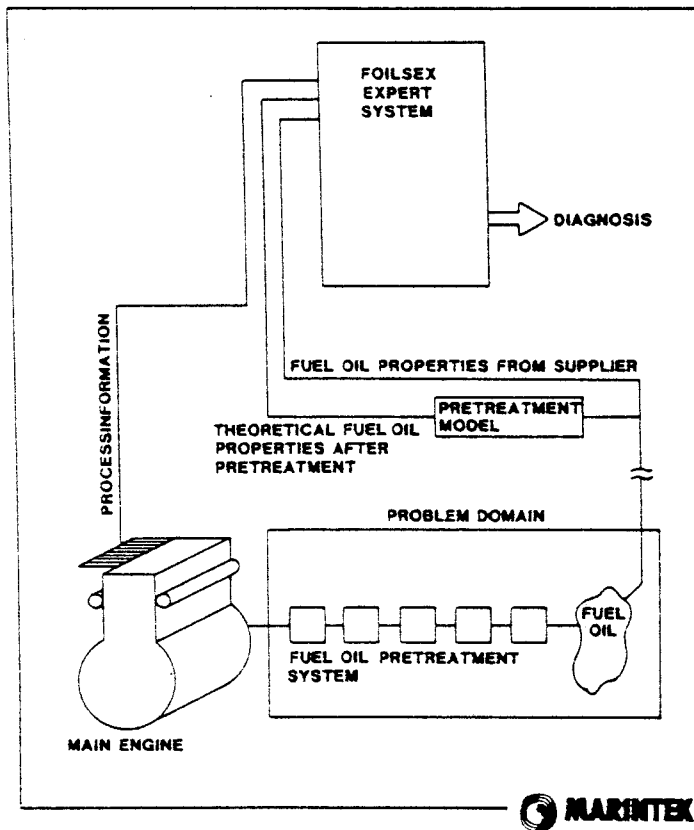 FOILSEX
EXPERT
SYSTEM
DIAGNOSIS
PROCESSINFORMATION
FUEL OIL PROPERTIES FROM SUPPLIER
PRETREATMENT
MODEL
THEORETICAL FUEL OIL
PROPERTIES AFTER
PRETREATMENT
PROBLEM DOMAIN
FUEL
OIL
FUEL OIL PRETREATMENT
SYSTEM
MAIN ENGINE
MARINTEK